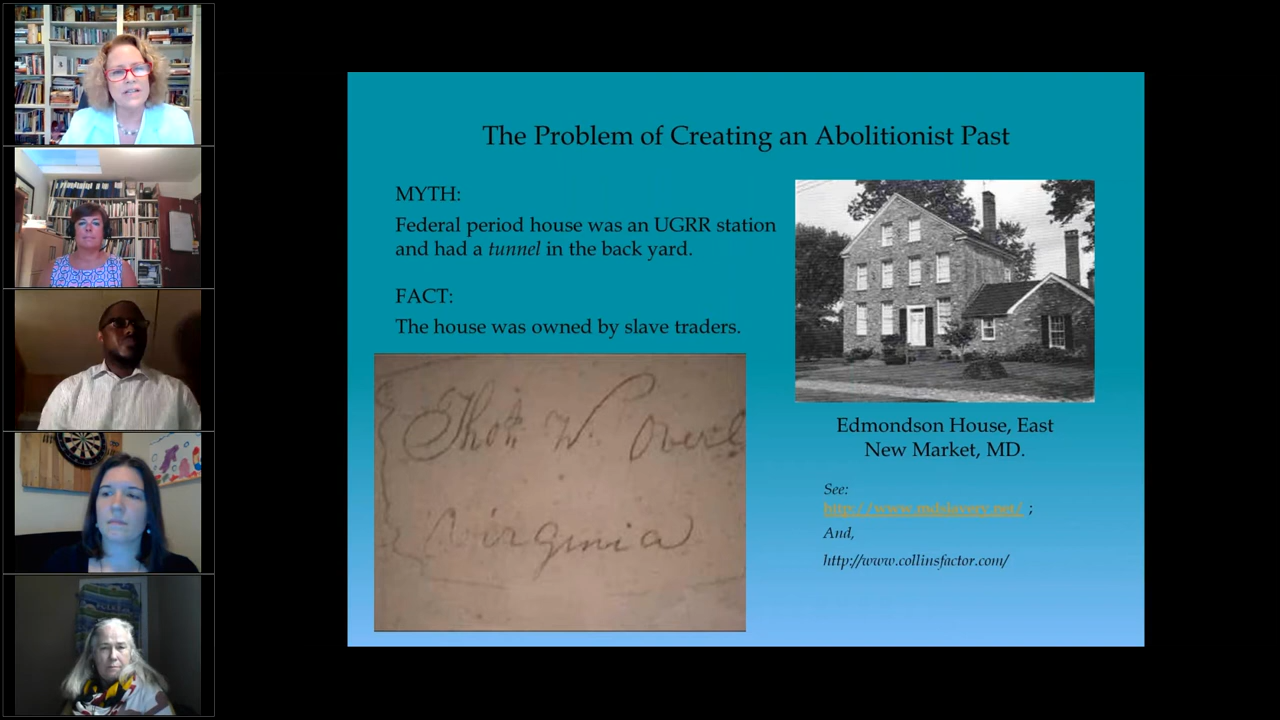 The Problem of Creating an Abolitionist Past
MYTH:
Federal period house was an UGRR station
and had a tunnel in the back yard.
FACT:
The house was owned by slave traders.
Thos. W. Overl
Virginia
Edmondson House, East
New Market, MD.
See:
http://www.mdslavery.net/ ;
And,
http://www.collinsfactor.com/